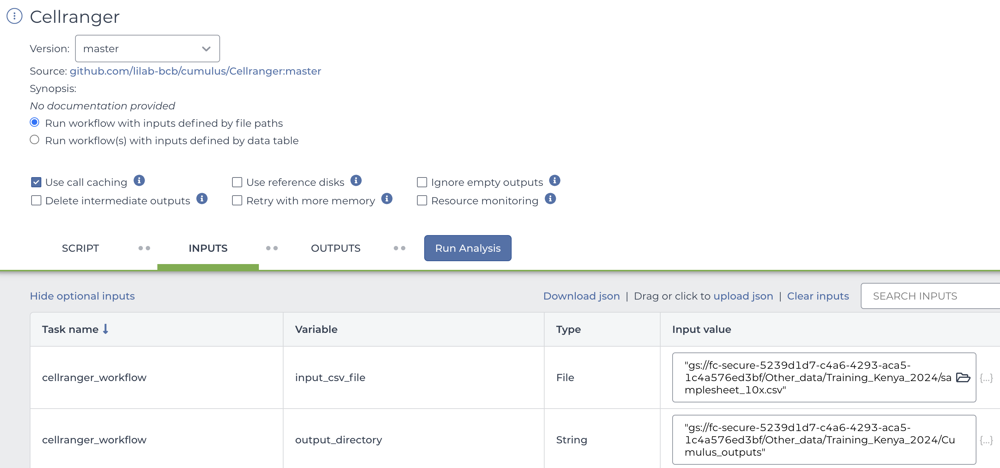 Cellranger
Version: master
Source: github.com/lilab-bcb/cumulus/Cellranger:master
Synopsis:
No documentation provided
Run workflow with inputs defined by file paths
Run workflow(s) with inputs defined by data table
Use call caching
Use reference disks
Ignore empty outputs
Delete intermediate outputs
Retry with more memory
Resource monitoring
SCRIPT
INPUTS
OUTPUTS
Run Analysis
Hide optional inputs
Download json | Drag or click to upload json | Clear inputs
SEARCH INPUTS
Task name
Variable
Type
Input value
cellranger_workflow
input_csv_file
File
"gs://fc-secure-5239d1d7-c4a6-4293-aca5-
1c4a576ed3bf/Other_data/Training_Kenya_2024/sa
mplesheet_10x.csv"
{...}
cellranger_workflow
output_directory
String
"gs://fc-secure-5239d1d7-c4a6-4293-aca5-
1c4a576ed3bf/Other_data/Training_Kenya_2024/Cu
mulus_outputs"
{...}